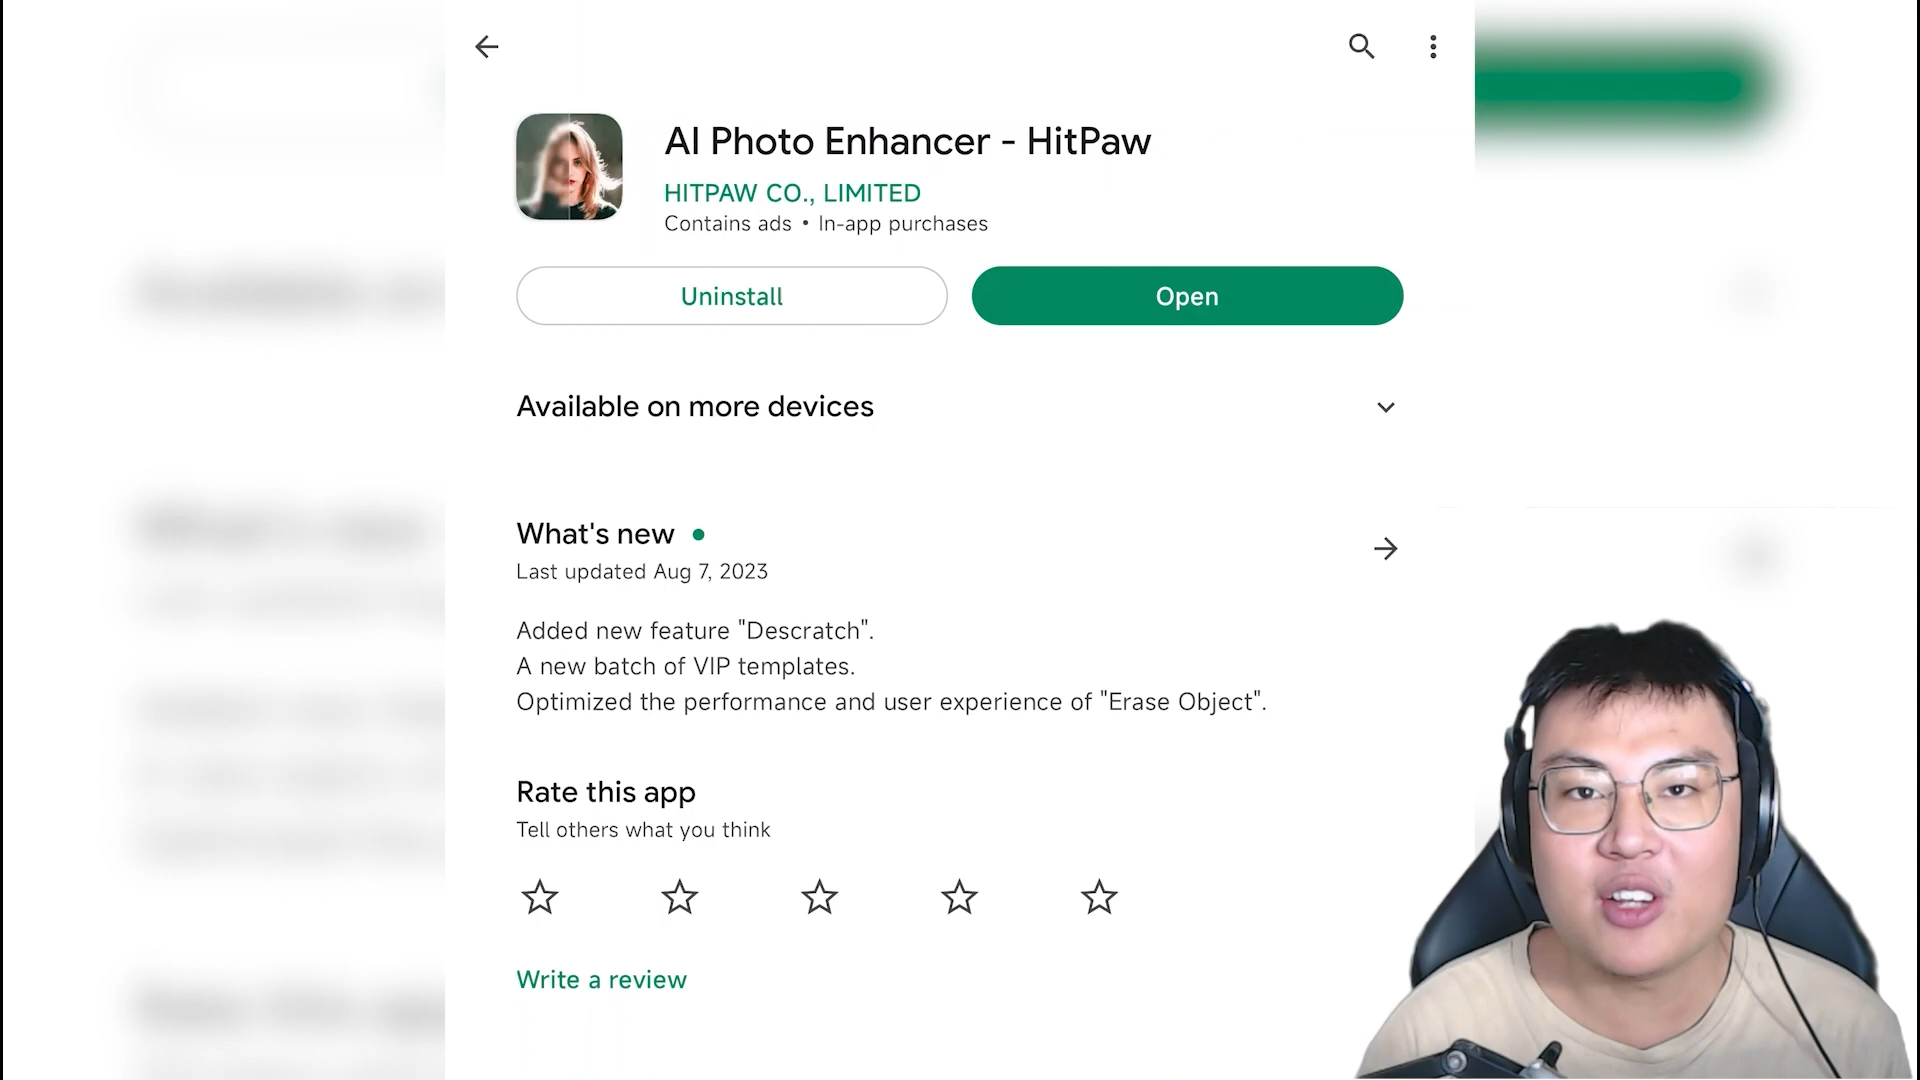 AI Photo Enhancer - HitPaw
HITPAW CO., LIMITED
Contains ads • In-app purchases
Uninstall
Open
Available on more devices
What's new
Last updated Aug 7, 2023
Added new feature "Descratch".
A new batch of VIP templates.
Optimized the performance and user experience of "Erase Object".
Rate this app
Tell others what you think
Write a review